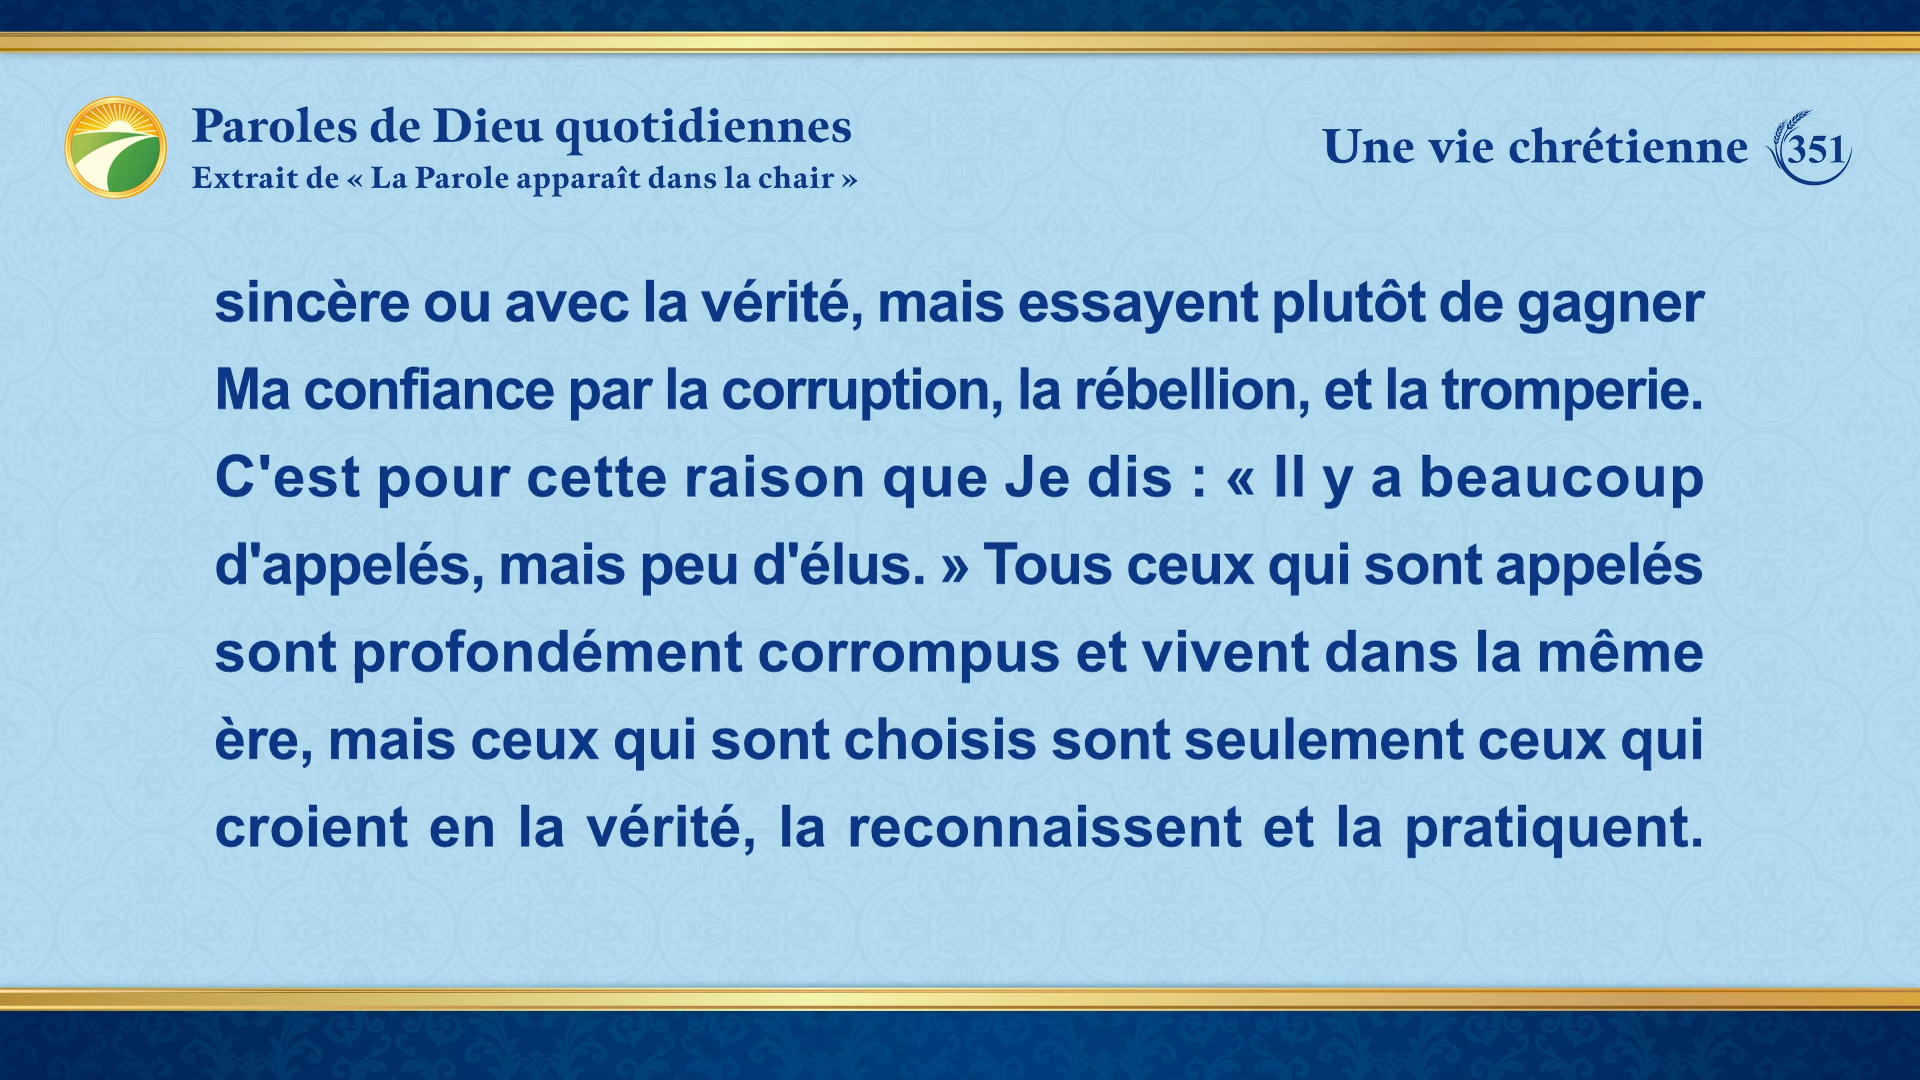 Paroles de Dieu quotidiennes
Extrait de « La Parole apparaît dans la chair »
Une vie chrétienne 351
sincère ou avec la vérité, mais essayent plutôt de gagner
Ma confiance par la corruption, la rébellion, et la tromperie.
C'est pour cette raison que Je dis : « Il y a beaucoup
d'appelés, mais peu d'élus. » Tous ceux qui sont appelés
sont profondément corrompus et vivent dans la même
ère, mais ceux qui sont choisis sont seulement ceux qui
croient en la vérité, la reconnaissent et la pratiquent.